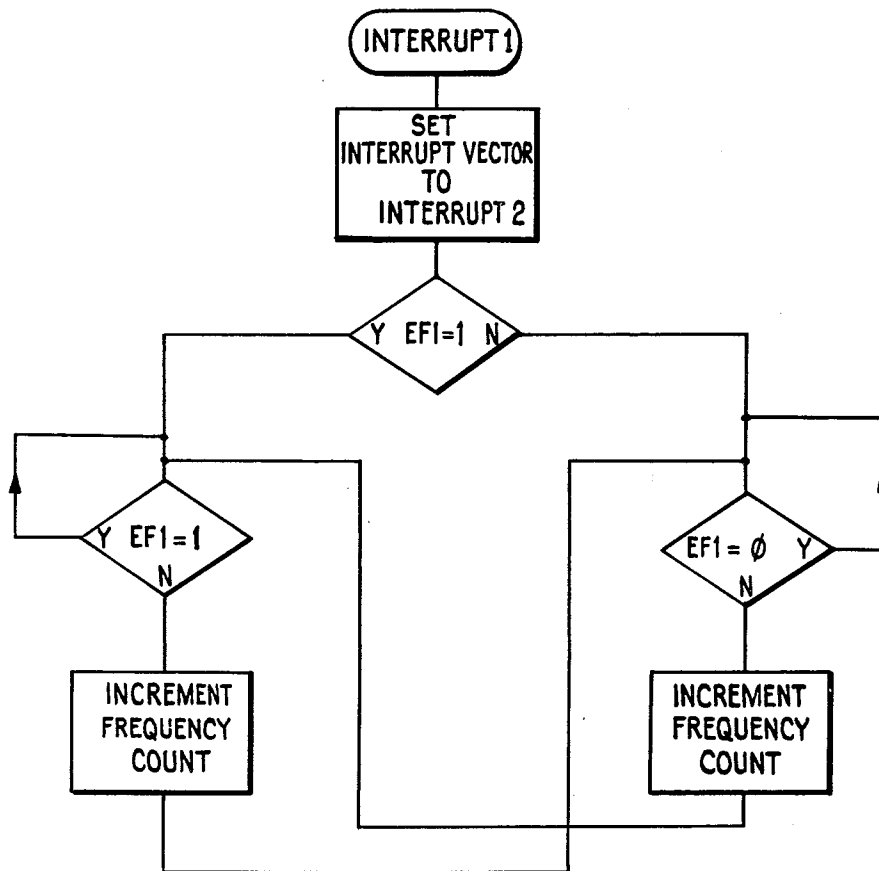 INTERRUPT 1
SET
INTERRUPT VECTOR
TO
INTERRUPT 2
Y EF1=1 N
Y EF1=1
N
EF1=∅ Y
N
INCREMENT
FREQUENCY
COUNT
INCREMENT
FREQUENCY
COUNT